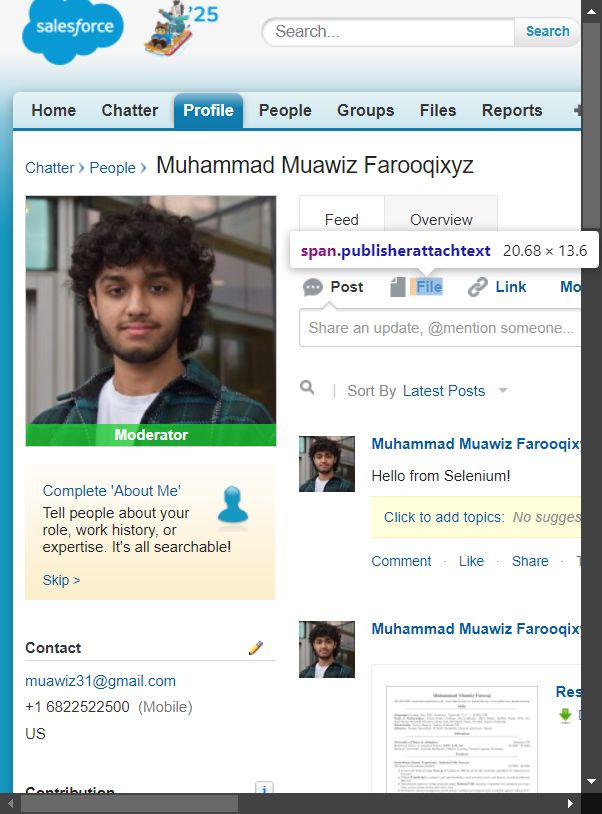 salesforce
'25
Search...
Search
Home
Chatter
Profile
People
Groups
Files
Reports
Chatter › People › Muhammad Muawiz Farooqixyz
Feed
Overview
span.publisherattachtext 20.68 × 13.6
Post
File
Link
Mo
Share an update, @mention someone...
Sort By Latest Posts
Moderator
Muhammad Muawiz Farooqixy
Hello from Selenium!
Click to add topics: No sugges
Comment · Like · Share ·
Complete 'About Me'
Tell people about your
role, work history, or
expertise. It's all searchable!
Skip >
Muhammad Muawiz Farooqixy
Contact
muawiz31@gmail.com
+1 6822522500 (Mobile)
US
Res
Contribution